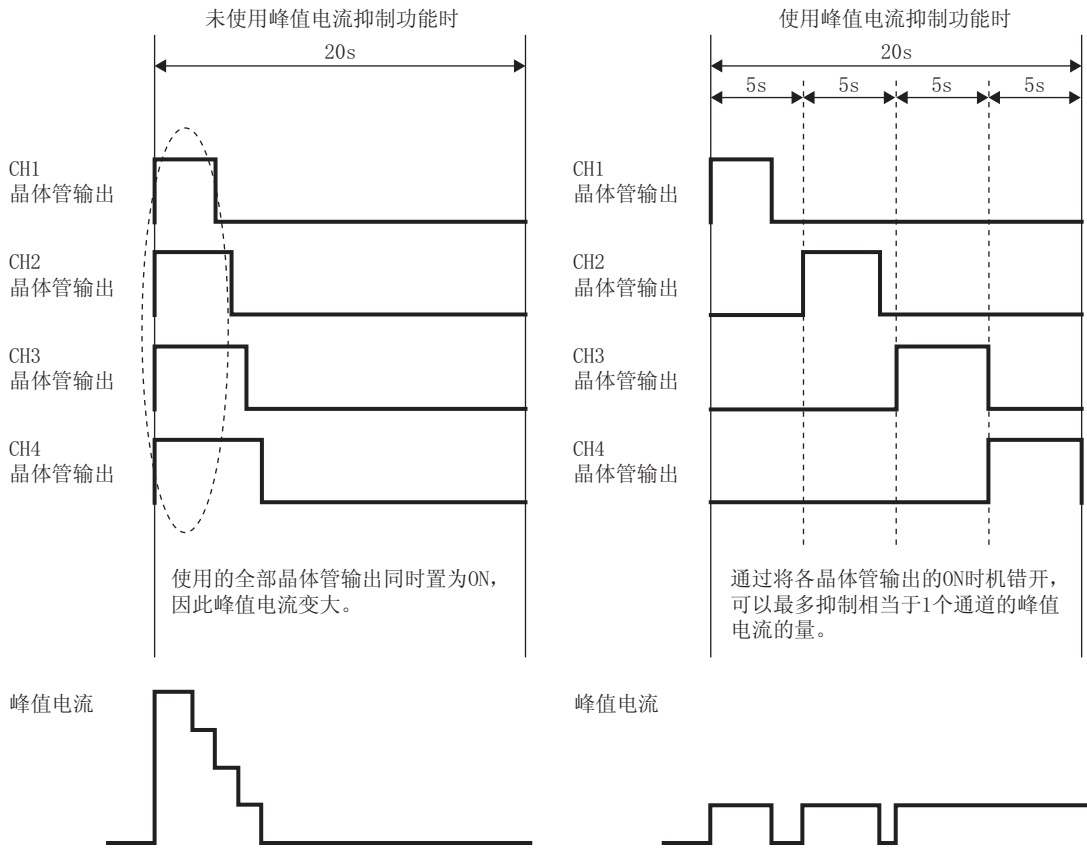 未使用峰值电流抑制功能时
20s
CH1
晶体管输出
CH2
晶体管输出
CH3
晶体管输出
CH4
晶体管输出
使用的全部晶体管输出同时置为ON，
因此峰值电流变大。
峰值电流
使用峰值电流抑制功能时
20s
5s 5s 5s 5s
CH1
晶体管输出
CH2
晶体管输出
CH3
晶体管输出
CH4
晶体管输出
通过将各晶体管输出的ON时机错开，
可以最多抑制相当于1个通道的峰值
电流的量。
峰值电流